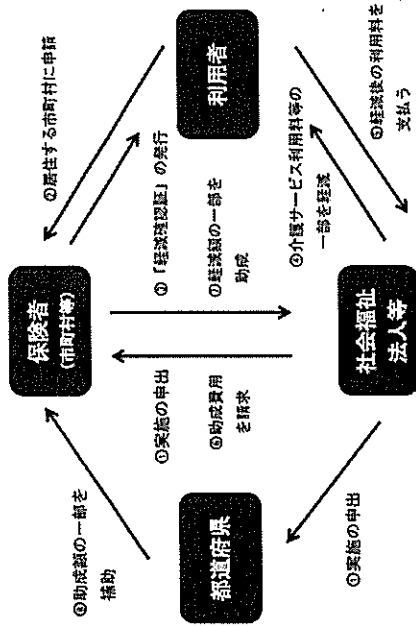 保険者
(市町村等)
②居住する市町村に申請
③「軽減確認証」の発行
利用者
⑧助成額の一部を
補助
①実施の申出
⑥助成費用
を請求
⑦軽減額の一部を
助成
④介護サービス利用料等の
一部を軽減
⑤軽減後の利用料を
支払う
都道府県
①実施の申出
社会福祉
法人等